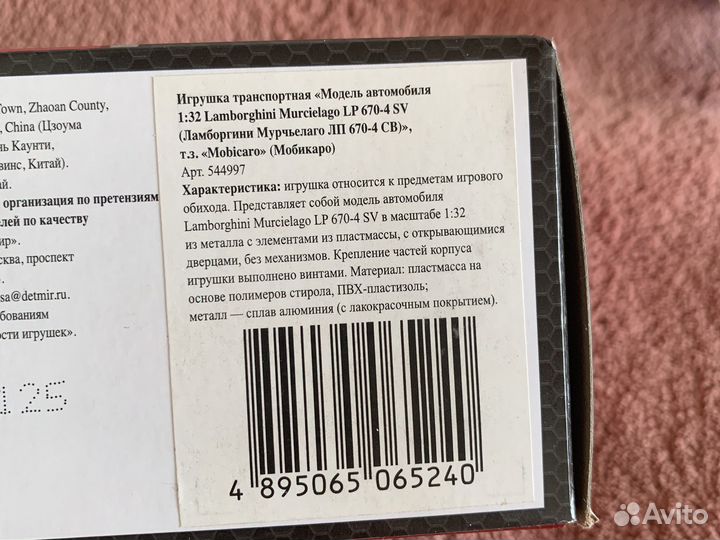 Town, Zhaoan County,
, China (Цзоума
нь Каунти,
винс, Китай).
ай.
организация по претензиям
елей по качеству
ир».
сква, проспект
sa@detmir.ru.
бованиям
ости игрушек».
125
Игрушка транспортная «Модель автомобиля
1:32 Lamborghini Murcielago LP 670-4 SV
(Ламборгини Мурчьелаго ЛП 670-4 СВ)»,
т.з. «Mobicaro» (Мобикаро)
Арт. 544997
Характеристика: игрушка относится к предметам игрового
обихода. Представляет собой модель автомобиля
Lamborghini Murcielago LP 670-4 SV в масштабе 1:32
из металла с элементами из пластмассы, с открывающимися
дверцами, без механизмов. Крепление частей корпуса
игрушки выполнено винтами. Материал: пластмасса на
основе полимеров стирола, ПВХ-пластизоль;
металл — сплав алюминия (с лакокрасочным покрытием).
4 895065 065240
Avito